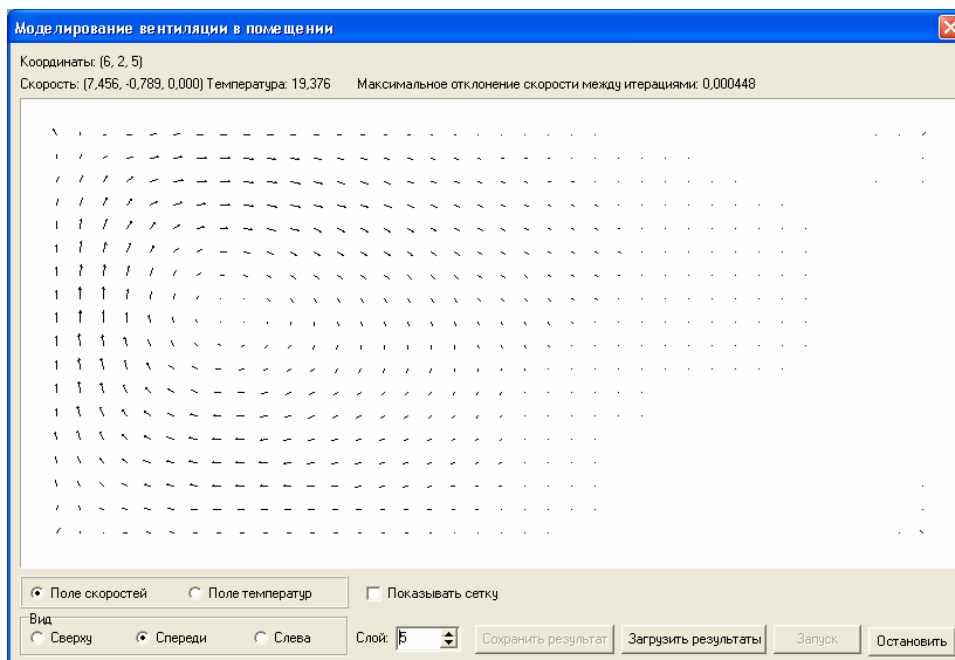 Моделирование вентиляции в помещении
Координаты: (6, 2, 5)
Скорость: (7,456, -0,789, 0,000) Температура: 19,376 Максимальное отклонение скорости между итерациями: 0,000448
Поле скоростей Поле температур Показывать сетку
Вид
Сверху Спереди Слева Слой: 5 Сохранить результат Загрузить результаты Запуск Остановить